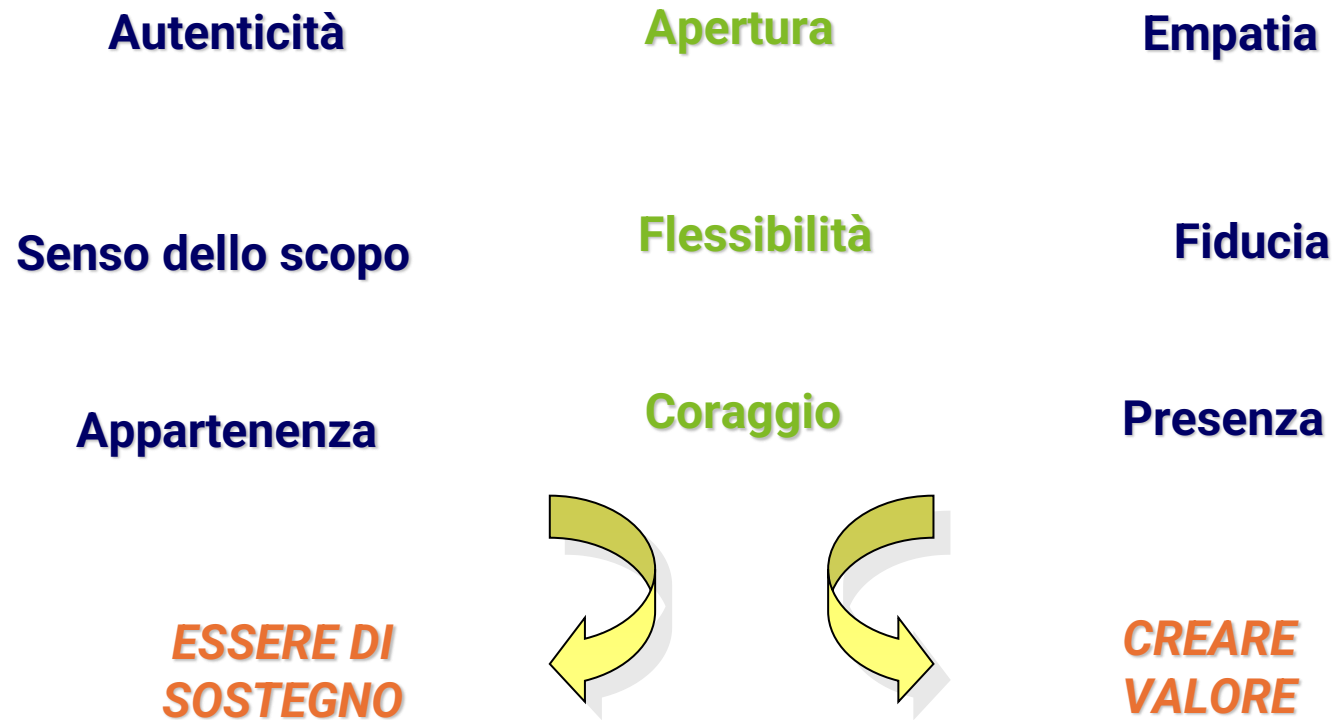 Autenticità
Apertura
Empatia
Senso dello scopo
Flessibilità
Fiducia
Appartenenza
Coraggio
Presenza
ESSERE DI
SOSTEGNO
CREARE
VALORE